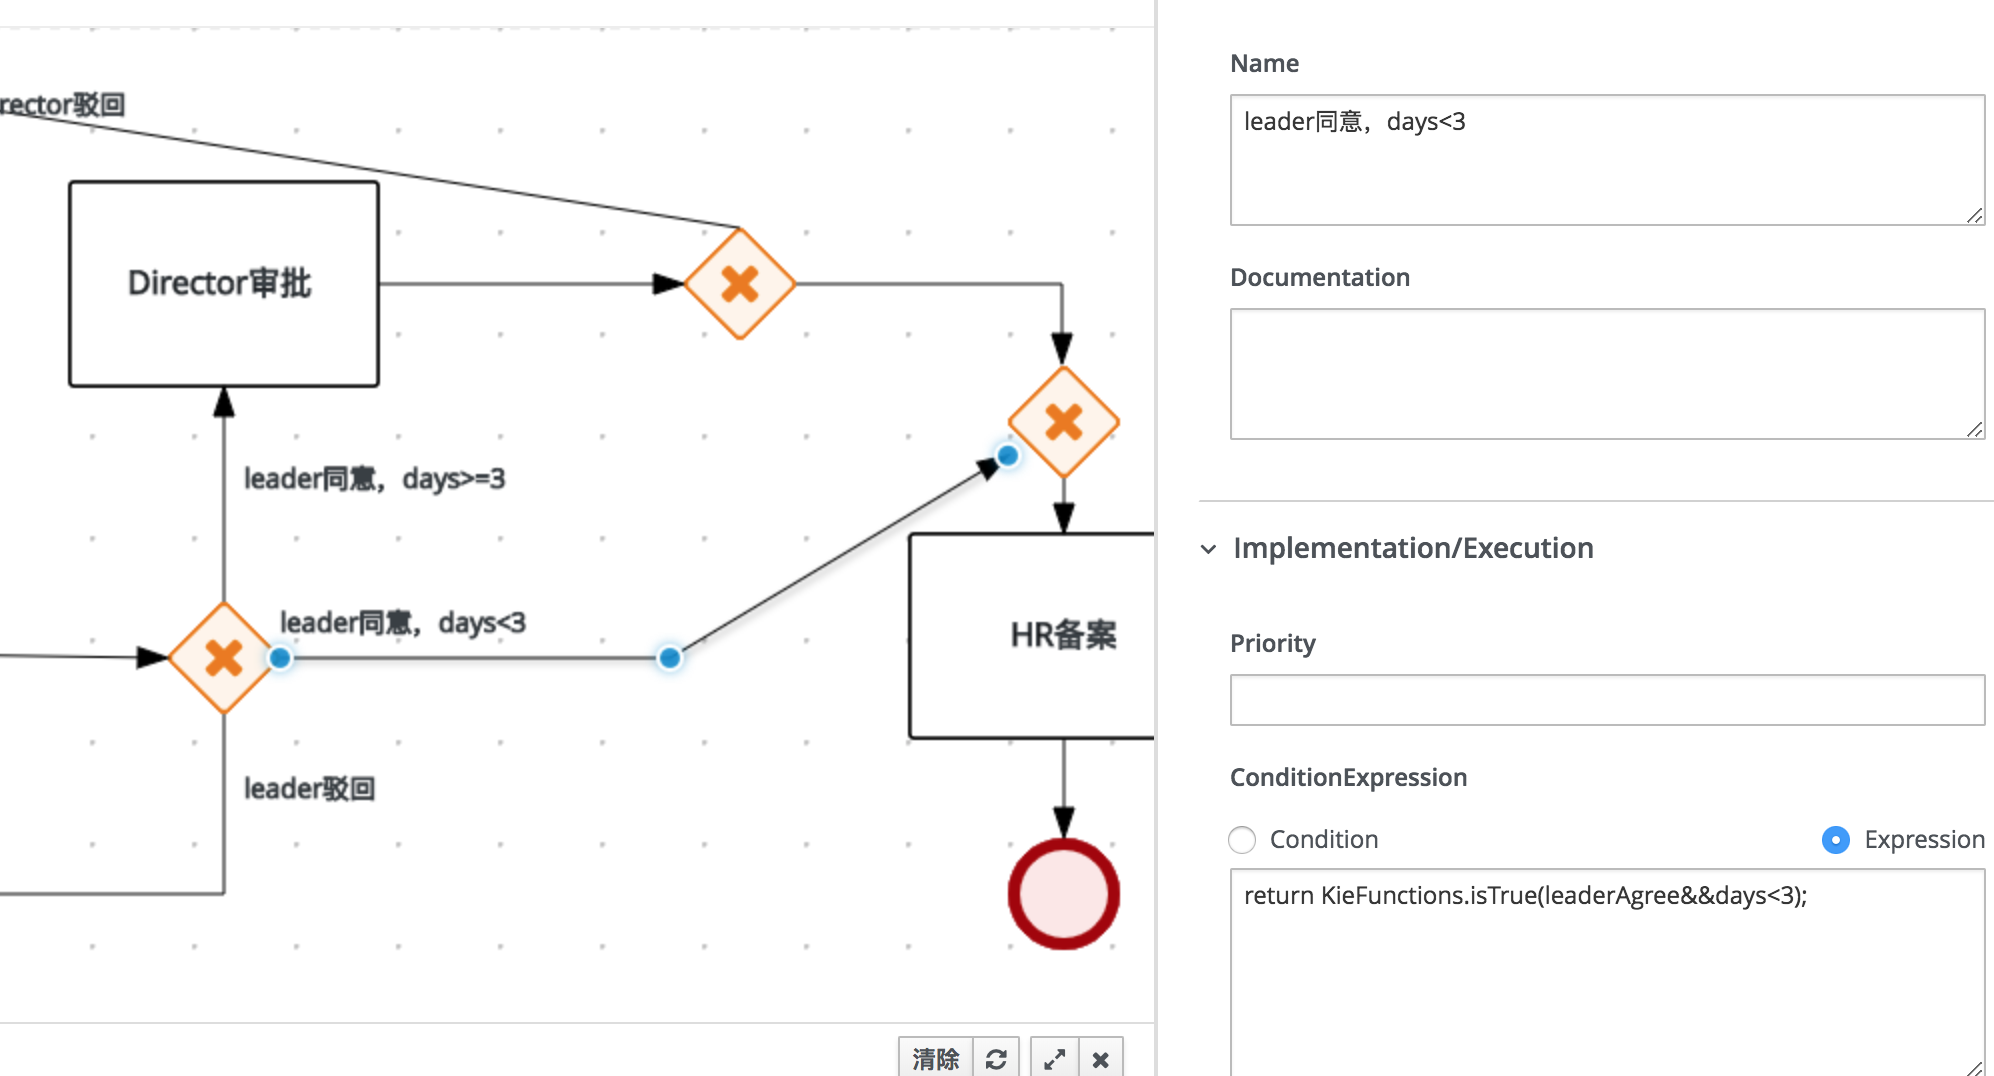 rector驳回
Director审批
leader同意，days>=3
leader同意，days<3
HR备案
leader驳回
清除
Name
leader同意，days<3
Documentation
Implementation/Execution
Priority
ConditionExpression
Condition
Expression
return KieFunctions.isTrue(leaderAgree&&days<3);